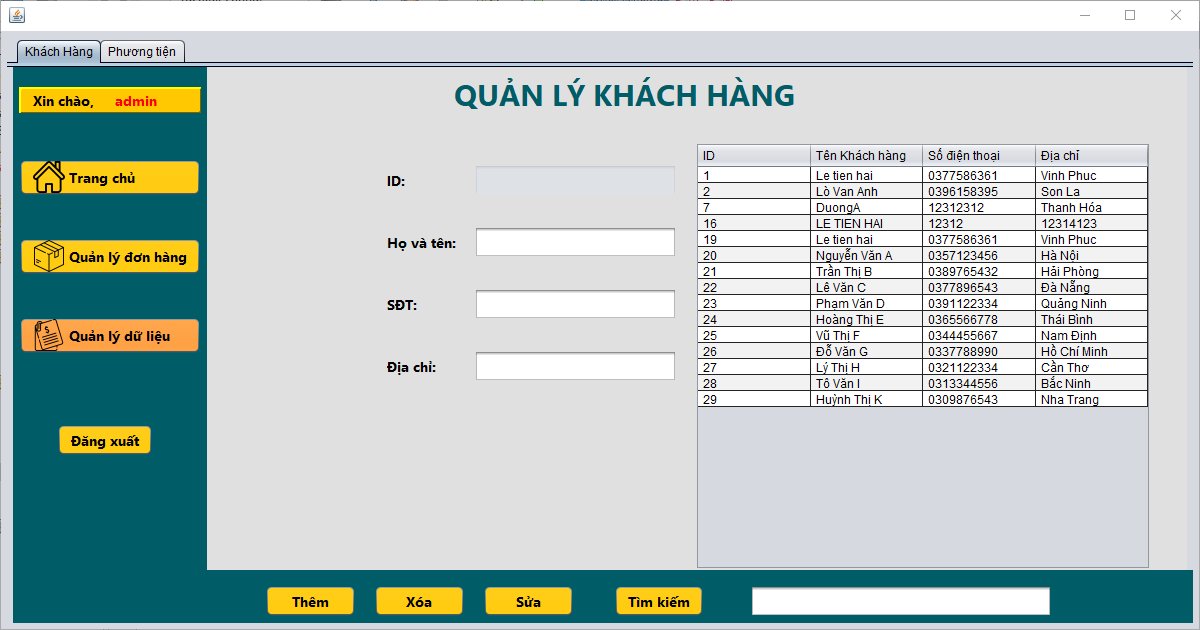 Khách Hàng Phương tiện
Xin chào, admin
Trang chủ
Quản lý đơn hàng
Quản lý dữ liệu
Đăng xuất
QUẢN LÝ KHÁCH HÀNG
ID:
Họ và tên:
SĐT:
Địa chỉ:
ID Tên Khách hàng Số điện thoại Địa chỉ
1 Le tien hai 0377586361 Vinh Phuc
2 Lò Van Anh 0396158395 Son La
7 DuongA 12312312 Thanh Hóa
16 LE TIEN HAI 12312 12314123
19 Le tien hai 0377586361 Vinh Phuc
20 Nguyễn Văn A 0357123456 Hà Nội
21 Trần Thị B 0389765432 Hải Phòng
22 Lê Văn C 0377896543 Đà Nẵng
23 Phạm Văn D 0391122334 Quảng Ninh
24 Hoàng Thị E 0365566778 Thái Bình
25 Vũ Thị F 0344455667 Nam Định
26 Đỗ Văn G 0337788990 Hồ Chí Minh
27 Lý Thị H 0321122334 Cần Thơ
28 Tô Văn I 0313344556 Bắc Ninh
29 Huỳnh Thị K 0309876543 Nha Trang
Thêm Xóa Sửa Tìm kiếm